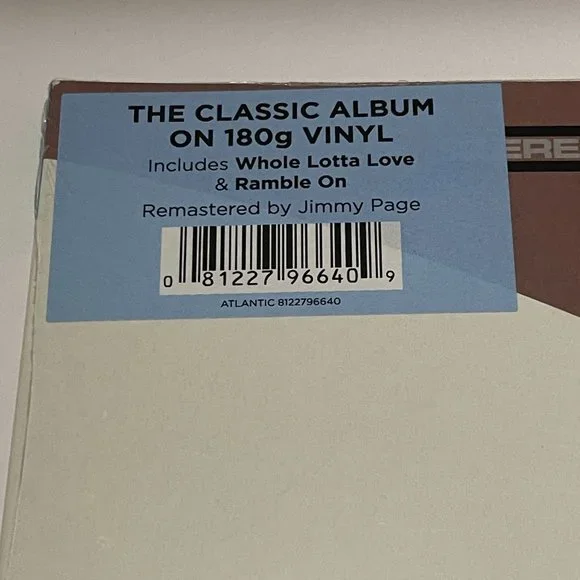 THE CLASSIC ALBUM
ON 180g VINYL
Includes Whole Lotta Love
& Ramble On
Remastered by Jimmy Page
0 81227 96640 9
ATLANTIC 8122796640
ERE